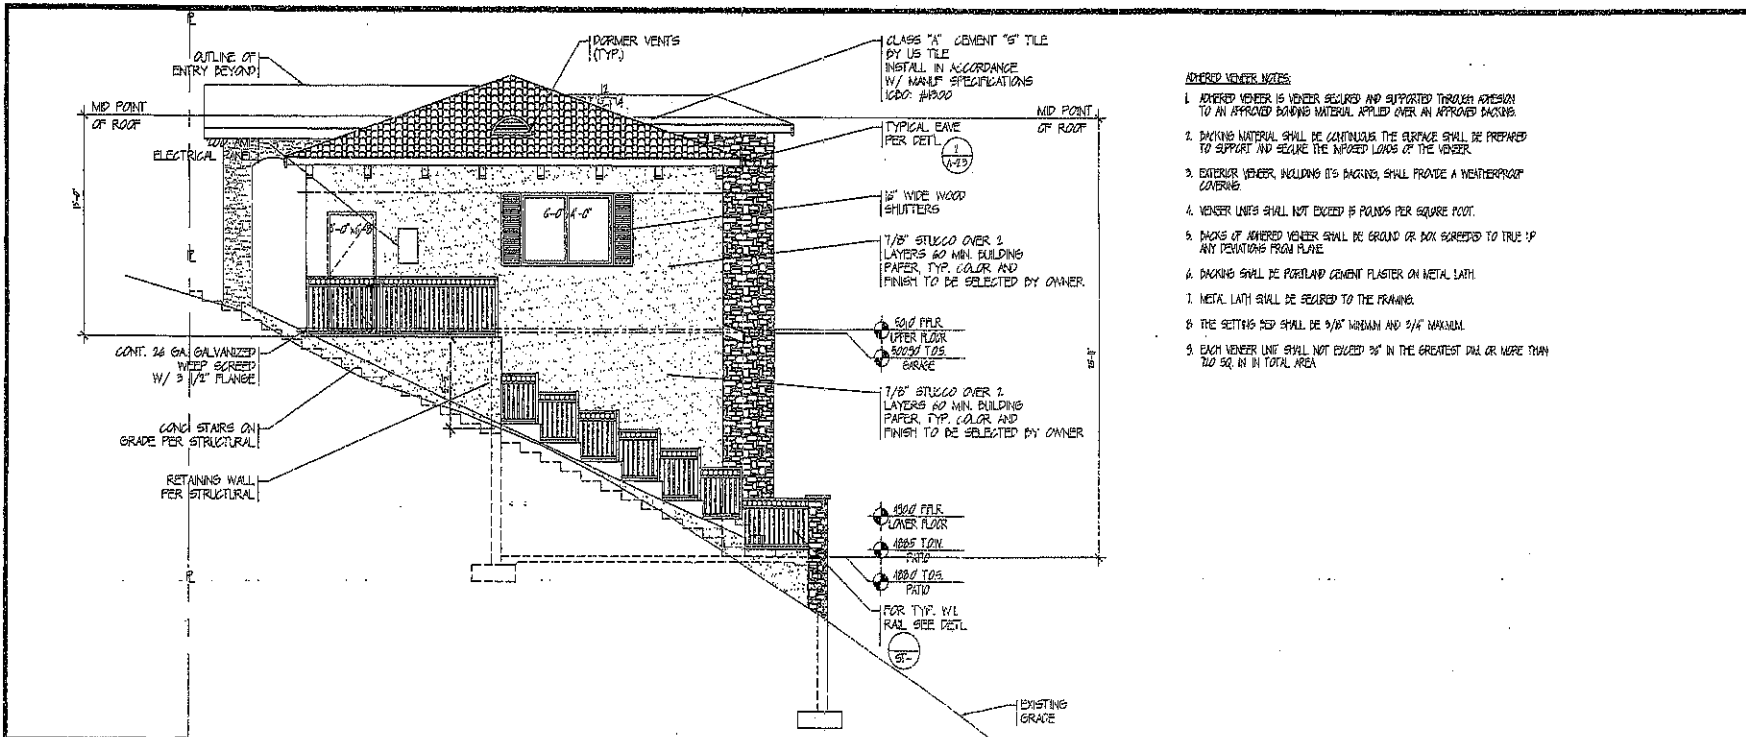 OUTLINE OF
ENTRY BEYOND
DORMER VENTS
(TYP.)
CLASS "A" CEMENT "S" TILE
BY US TILE
INSTALL IN ACCORDANCE
W/ MANUF SPECIFICATIONS
ICBO: #4300
MID POINT
OF ROOF
12
4
MID POINT
OF ROOF
TYPICAL EAVE
PER DETL
1
ELECTRICAL PANEL
16" WIDE WOOD
SHUTTERS
7/8" STUCCO OVER 2
LAYERS 60 MIN. BUILDING
PAPER, TYP. COLOR AND
FINISH TO BE SELECTED BY OWNER.
UPPER FLOOR
GARAGE
CONT. 26 GA. GALVANIZED
WEEP SCREED
W/ 3 1/2" FLANGE
7/8" STUCCO OVER 2
LAYERS 60 MIN. BUILDING
PAPER, TYP. COLOR AND
FINISH TO BE SELECTED BY OWNER
CONC STAIRS ON
GRADE PER STRUCTURAL
RETAINING WALL
PER STRUCTURAL
LOWER FLOOR
PATIO
PATIO
FOR TYP. W.I.
RAIL SEE DETL
ST-
EXISTING
GRADE
ADHERED VENEER NOTES:
1. ADHERED VENEER IS VENEER SECURED AND SUPPORTED THROUGH ADHESION
TO AN APPROVED BONDING MATERIAL APPLIED OVER AN APPROVED BACKING.
2. BACKING MATERIAL SHALL BE CONTINUOUS. THE SURFACE SHALL BE PREPARED
TO SUPPORT AND SECURE THE IMPOSED LOADS OF THE VENEER.
3. EXTERIOR VENEER, INCLUDING IT'S BACKING, SHALL PROVIDE A WEATHERPROOF
COVERING.
4. VENEER UNITS SHALL NOT EXCEED 15 POUNDS PER SQUARE FOOT.
5. BACKS OF ADHERED VENEER SHALL BE GROUND OR BOX SCREEDED TO TRUE UP
ANY DEVIATIONS FROM PLANE
6. BACKING SHALL BE PORTLAND CEMENT PLASTER ON METAL LATH.
7. METAL LATH SHALL BE SECURED TO THE FRAMING.
8. THE SETTING BED SHALL BE 3/8" MINIMUM AND 3/4" MAXIMUM.
9. EACH VENEER UNIT SHALL NOT EXCEED 36" IN THE GREATEST DIM. OR MORE THAN
720 SQ. IN IN TOTAL AREA